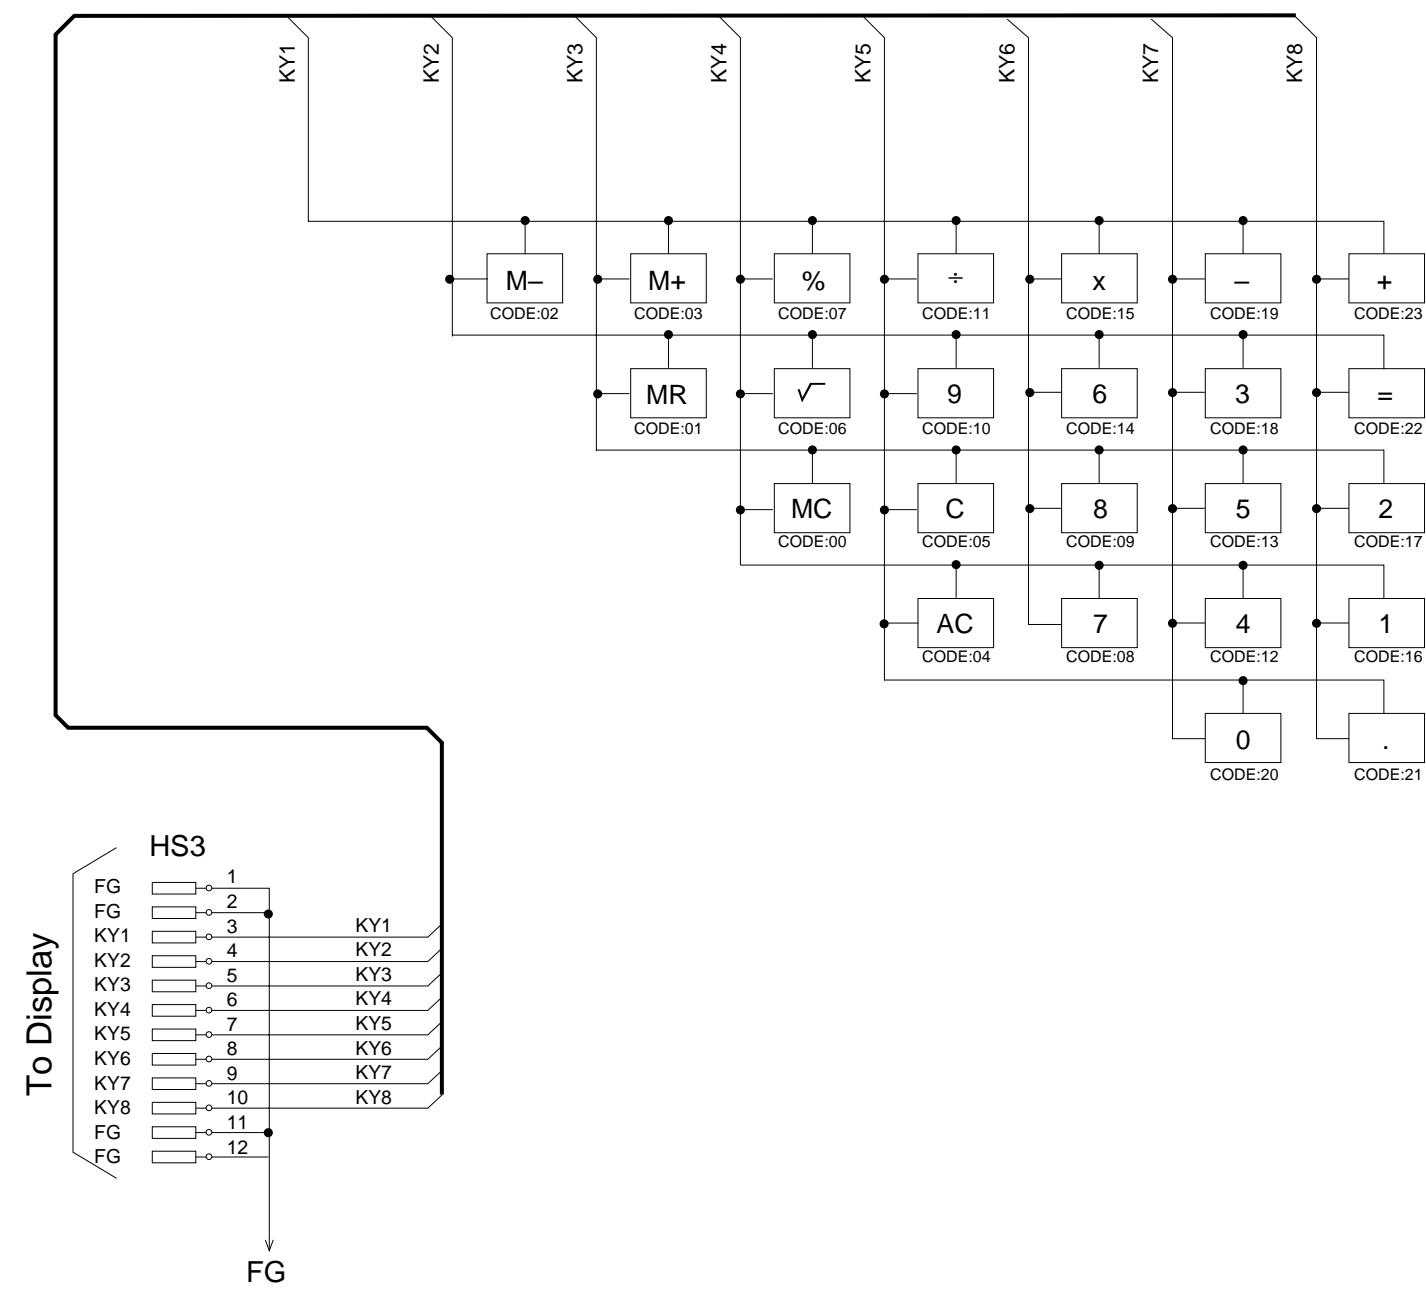 KY1 KY2 KY3 KY4 KY5 KY6 KY7 KY8
M– M+ % ÷ x – +
CODE:02 CODE:03 CODE:07 CODE:11 CODE:15 CODE:19 CODE:23
MR √ 9 6 3 =
CODE:01 CODE:06 CODE:10 CODE:14 CODE:18 CODE:22
MC C 8 5 2
CODE:00 CODE:05 CODE:09 CODE:13 CODE:17
AC 7 4 1
CODE:04 CODE:08 CODE:12 CODE:16
0 .
CODE:20 CODE:21
HS3
To Display
FG 1
FG 2
KY1 3 KY1
KY2 4 KY2
KY3 5 KY3
KY4 6 KY4
KY5 7 KY5
KY6 8 KY6
KY7 9 KY7
KY8 10 KY8
FG 11
FG 12
FG